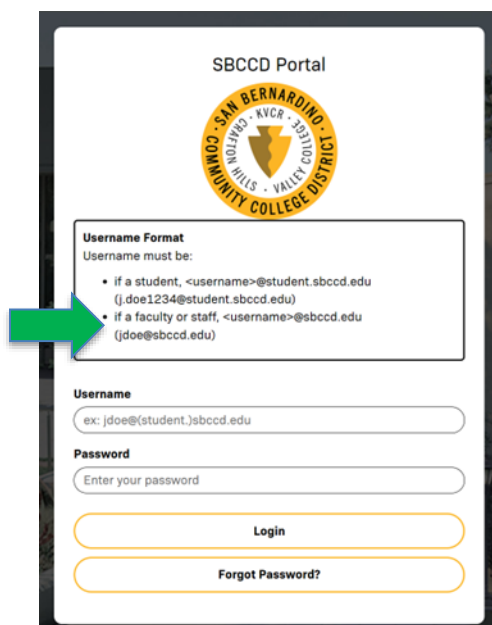 SBCCD Portal
SAN BERNARDINO
COMMUNITY COLLEGE DISTRICT
KVCR
CRAFTON HILLS · VALLEY COLLEGE
Username Format
Username must be:
• if a student, <username>@student.sbccd.edu
(j.doe1234@student.sbccd.edu)
• if a faculty or staff, <username>@sbccd.edu
(jdoe@sbccd.edu)
Username
ex: jdoe@(student.)sbccd.edu
Password
Enter your password
Login
Forgot Password?